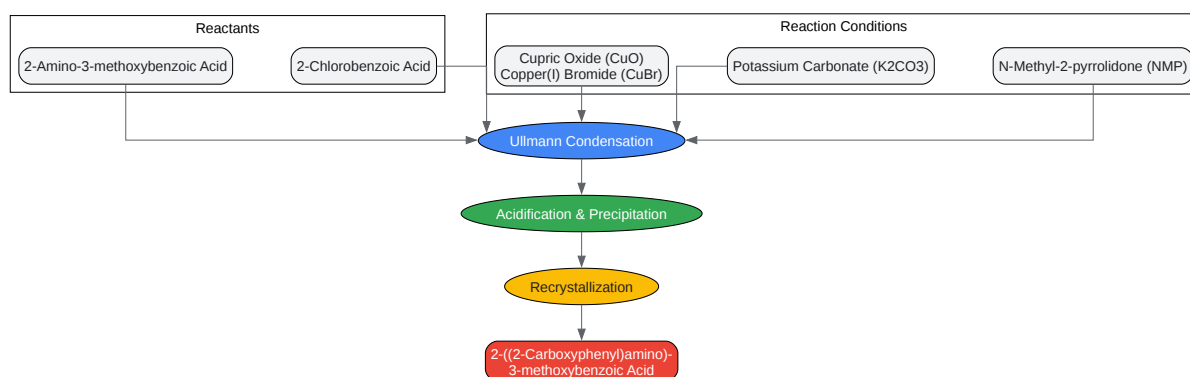 Reactants
Reaction Conditions
2-Amino-3-methoxybenzoic Acid
2-Chlorobenzoic Acid
Cupric Oxide (CuO)
Copper(I) Bromide (CuBr)
Potassium Carbonate (K2CO3)
N-Methyl-2-pyrrolidone (NMP)
Ullmann Condensation
Acidification & Precipitation
Recrystallization
2-((2-Carboxyphenyl)amino)-
3-methoxybenzoic Acid